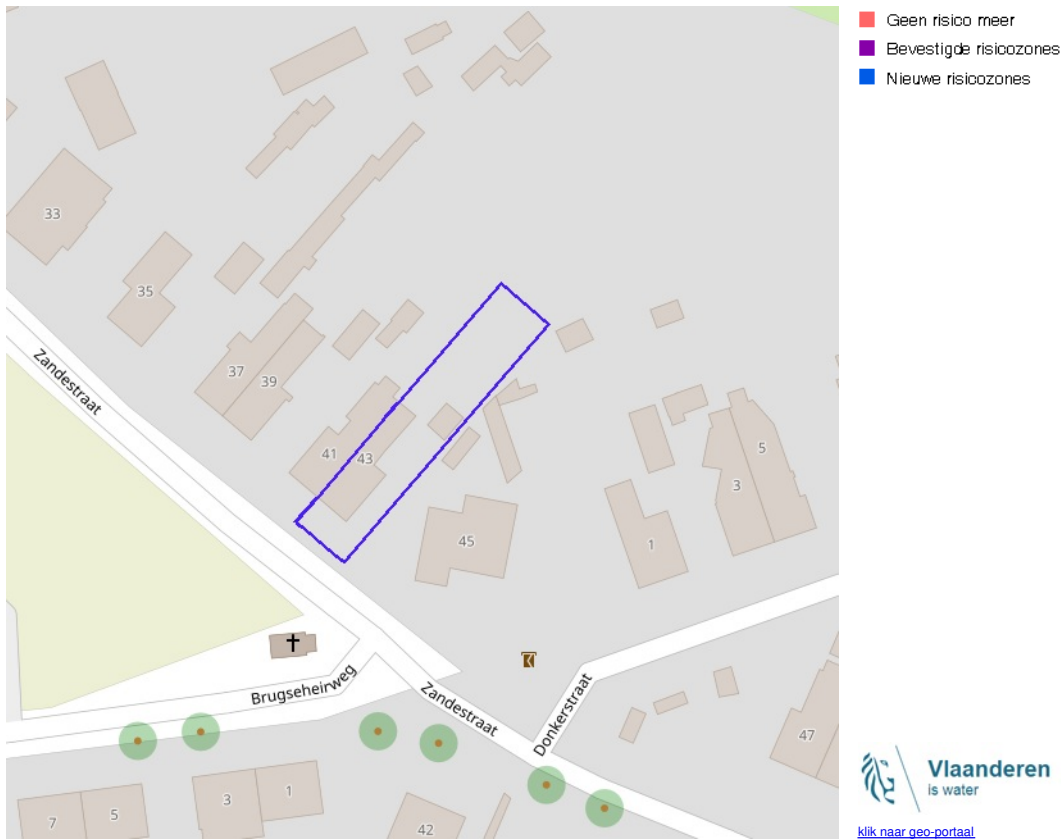 Geen risico meer
Bevestigde risicozones
Nieuwe risicozones
33
35
Zandestraat
37
39
41
43
45
1
3
5
Brugseheirweg
Zandestraat
Donkerstraat
47
7
5
3
1
42
Vlaanderen
is water
klik naar geo-portaal